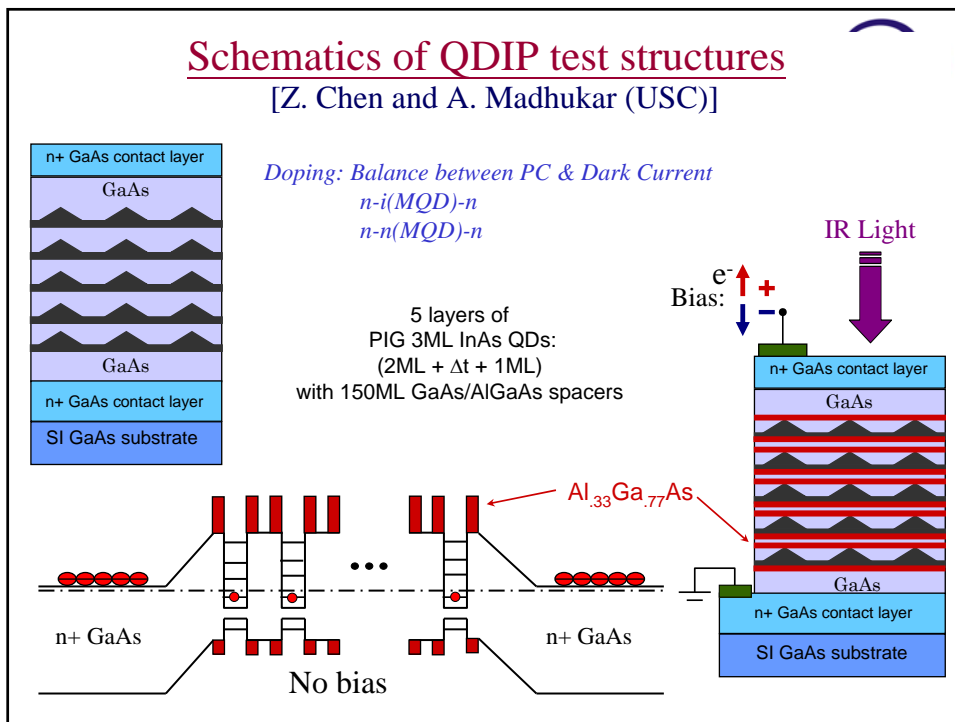 Schematics of QDIP test structures
[Z. Chen and A. Madhukar (USC)]
n+ GaAs contact layer
GaAs
GaAs
n+ GaAs contact layer
SI GaAs substrate
Doping: Balance between PC & Dark Current
n-i(MQD)-n
n-n(MQD)-n
5 layers of
PIG 3ML InAs QDs:
(2ML + Δt + 1ML)
with 150ML GaAs/AlGaAs spacers
IR Light
e-
Bias:
+
−
n+ GaAs contact layer
GaAs
GaAs
n+ GaAs contact layer
SI GaAs substrate
Al.33Ga.77As
•••
n+ GaAs
n+ GaAs
No bias